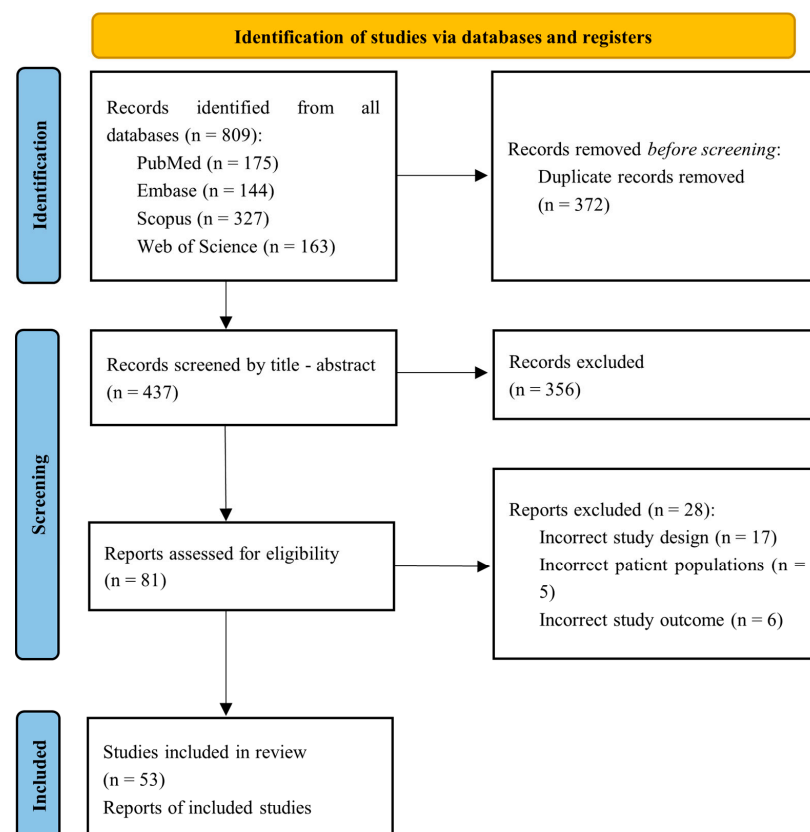 Identification of studies via databases and registers
Identification
Records identified from all
databases (n = 809):
PubMed (n = 175)
Embase (n = 144)
Scopus (n = 327)
Web of Science (n = 163)
Records removed before screening:
Duplicate records removed
(n = 372)
Screening
Records screened by title - abstract
(n = 437)
Records excluded
(n = 356)
Reports assessed for eligibility
(n = 81)
Reports excluded (n = 28):
Incorrect study design (n = 17)
Incorrect patient populations (n =
5)
Incorrect study outcome (n = 6)
Included
Studies included in review
(n = 53)
Reports of included studies